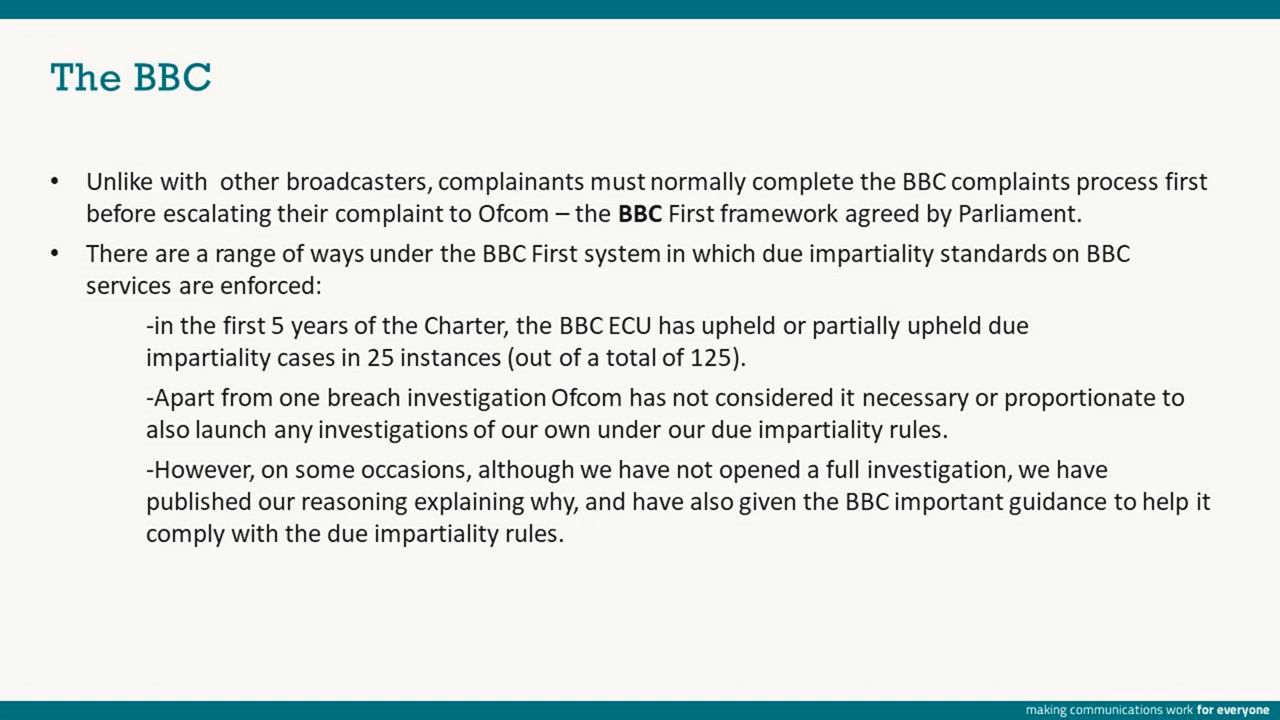 The BBC
• Unlike with  other broadcasters, complainants must normally complete the BBC complaints process first
before escalating their complaint to Ofcom – the BBC First framework agreed by Parliament.
• There are a range of ways under the BBC First system in which due impartiality standards on BBC
services are enforced:
-in the first 5 years of the Charter, the BBC ECU has upheld or partially upheld due
impartiality cases in 25 instances (out of a total of 125).
-Apart from one breach investigation Ofcom has not considered it necessary or proportionate to
also launch any investigations of our own under our due impartiality rules.
-However, on some occasions, although we have not opened a full investigation, we have
published our reasoning explaining why, and have also given the BBC important guidance to help it
comply with the due impartiality rules.
making communications work for everyone